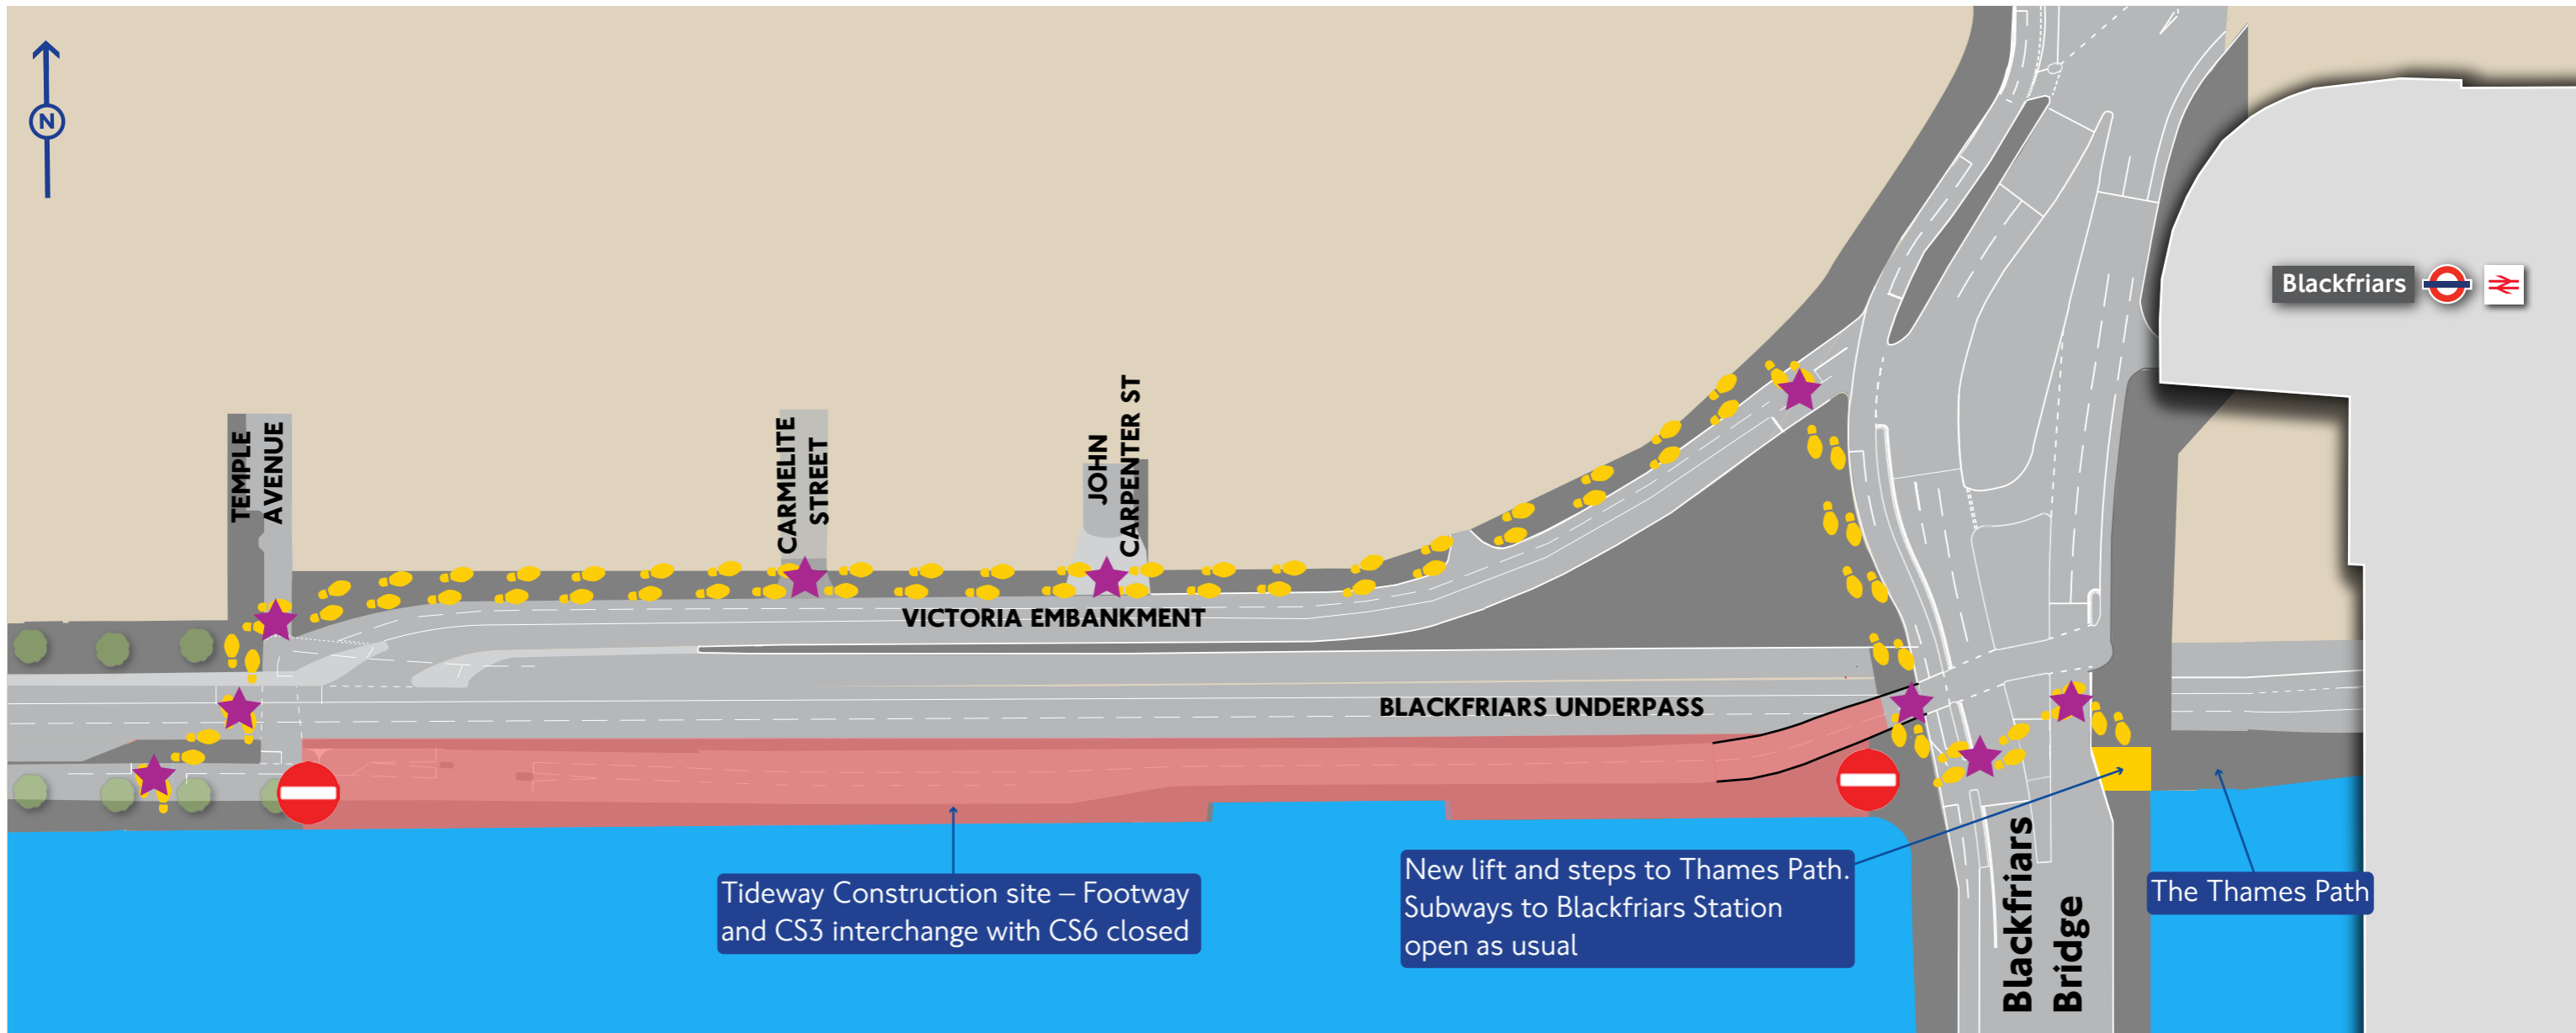 N
Blackfriars
TEMPLE
AVENUE
CARMELITE
STREET
JOHN
CARPENTER ST
VICTORIA EMBANKMENT
BLACKFRIARS UNDERPASS
Tideway Construction site – Footway
and CS3 interchange with CS6 closed
New lift and steps to Thames Path.
Subways to Blackfriars Station
open as usual
The Thames Path
Blackfriars
Bridge